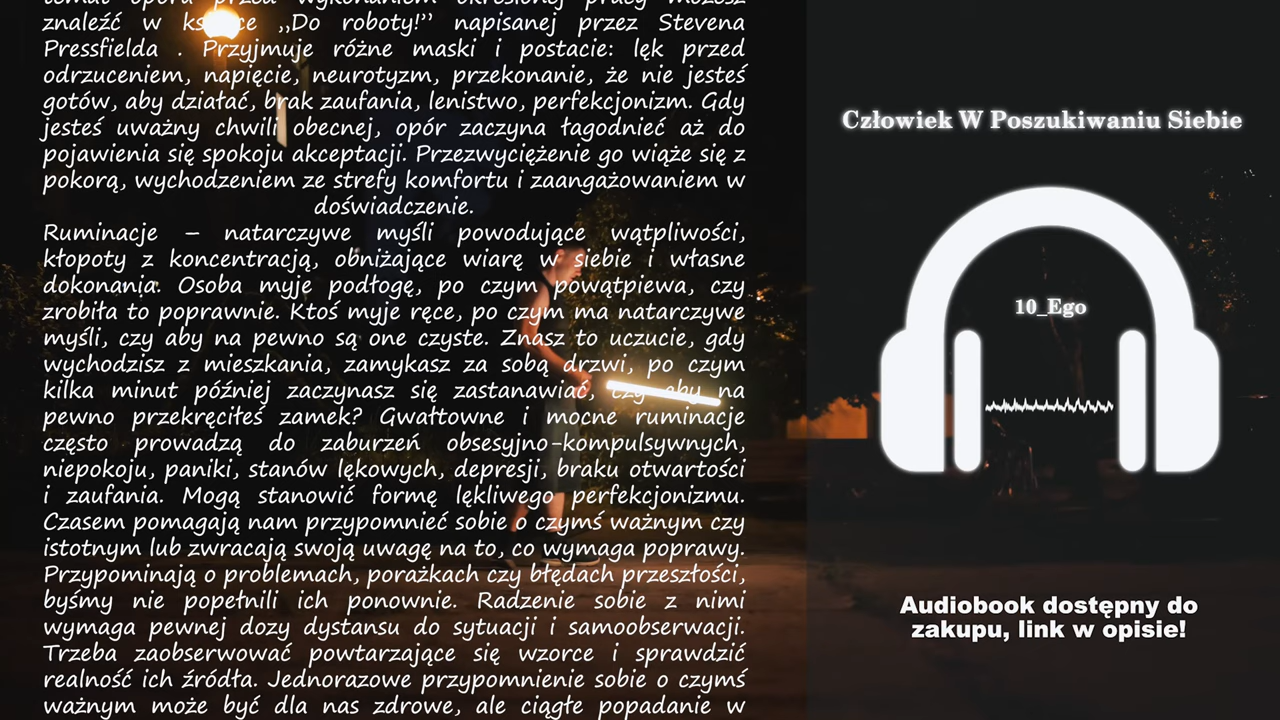 temat oporu przed wykonaniem określonej pracy możesz
znaleźć w książce „Do roboty!” napisanej przez Stevena
Pressfielda . Przyjmuje różne maski i postacie: lęk przed
odrzuceniem, napięcie, neurotyzm, przekonanie, że nie jesteś
gotów, aby działać, brak zaufania, lenistwo, perfekcjonizm. Gdy
jesteś uważny chwili obecnej, opór zaczyna łagodnieć aż do
pojawienia się spokoju akceptacji. Przezwyciężenie go wiąże się z
pokorą, wychodzeniem ze strefy komfortu i zaangażowaniem w
doświadczenie.
Ruminacje – natarczywe myśli powodujące wątpliwości,
kłopoty z koncentracją, obniżające wiarę w siebie i własne
dokonania. Osoba myje podłogę, po czym powątpiewa, czy
zrobiła to poprawnie. Ktoś myje ręce, po czym ma natarczywe
myśli, czy aby na pewno są one czyste. Znasz to uczucie, gdy
wychodzisz z mieszkania, zamykasz za sobą drzwi, po czym
kilka minut później zaczynasz się zastanawiać, czy aby na
pewno przekręciłeś zamek? Gwałtowne i mocne ruminacje
często prowadzą do zaburzeń obsesyjno-kompulsywnych,
niepokoju, paniki, stanów lękowych, depresji, braku otwartości
i zaufania. Mogą stanowić formę lękliwego perfekcjonizmu.
Czasem pomagają nam przypomnieć sobie o czymś ważnym czy
istotnym lub zwracają swoją uwagę na to, co wymaga poprawy.
Przypominają o problemach, porażkach czy błędach przeszłości,
byśmy nie popełnili ich ponownie. Radzenie sobie z nimi
wymaga pewnej dozy dystansu do sytuacji i samoobserwacji.
Trzeba zaobserwować powtarzające się wzorce i sprawdzić
realność ich źródła. Jednorazowe przypomnienie sobie o czymś
ważnym może być dla nas zdrowe, ale ciągłe popadanie w
Człowiek W Poszukiwaniu Siebie
10_Ego
Audiobook dostępny do
zakupu, link w opisie!